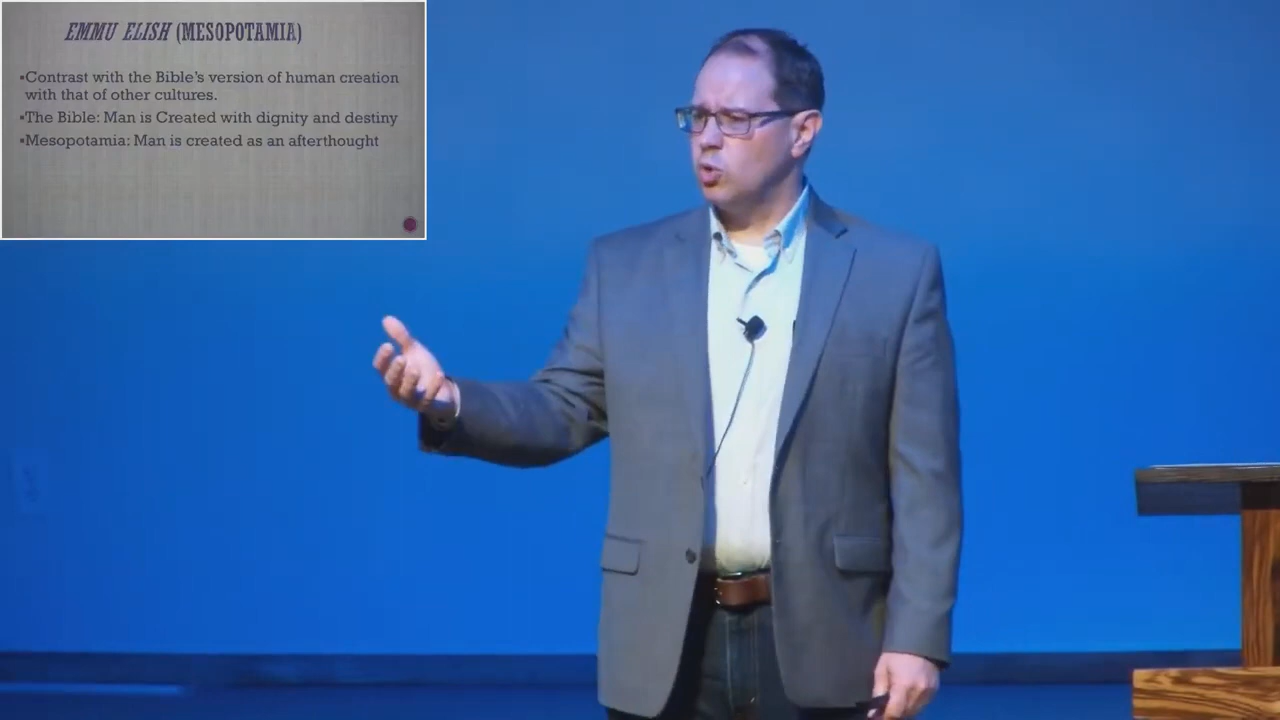 EMMU ELISH (MESOPOTAMIA)
▪Contrast with the Bible's version of human creation
with that of other cultures.
▪The Bible: Man is Created with dignity and destiny
▪Mesopotamia: Man is created as an afterthought